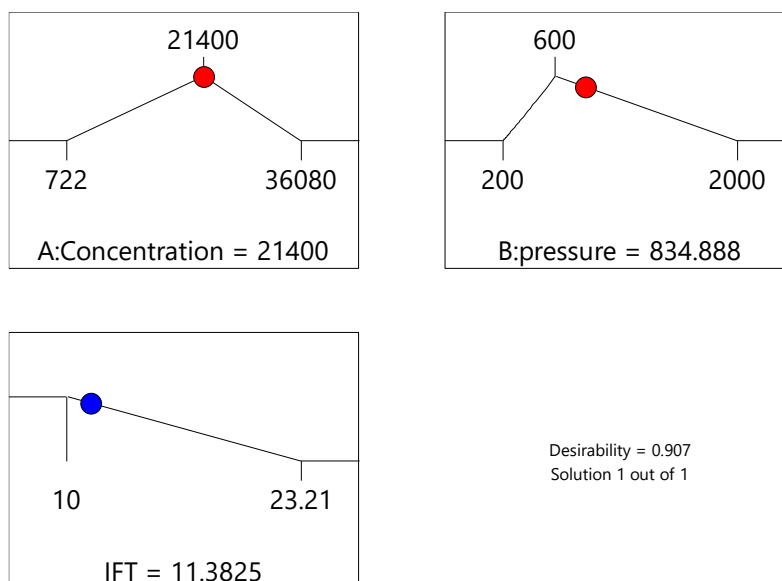 21400
722
36080
A:Concentration = 21400
600
200
2000
B:pressure = 834.888
10
23.21
IFT = 11.3825
Desirability = 0.907
Solution 1 out of 1